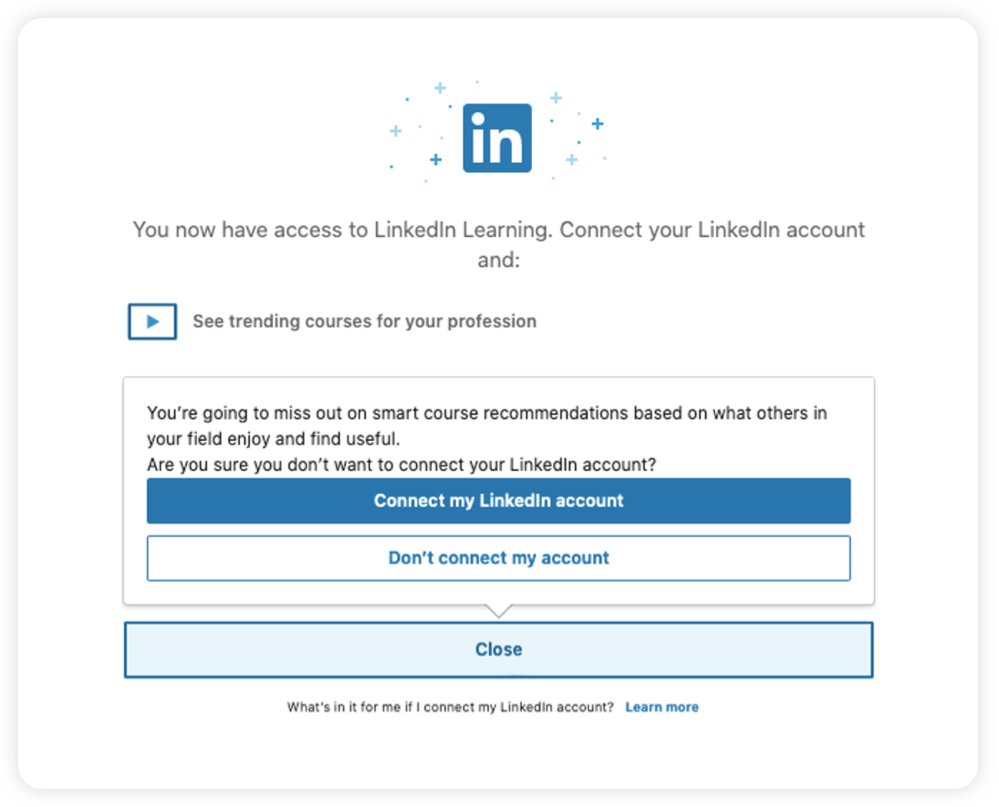 in
You now have access to LinkedIn Learning. Connect your LinkedIn account
and:
See trending courses for your profession
You’re going to miss out on smart course recommendations based on what others in
your field enjoy and find useful.
Are you sure you don’t want to connect your LinkedIn account?
Connect my LinkedIn account
Don’t connect my account
Close
What's in it for me if I connect my LinkedIn account? Learn more